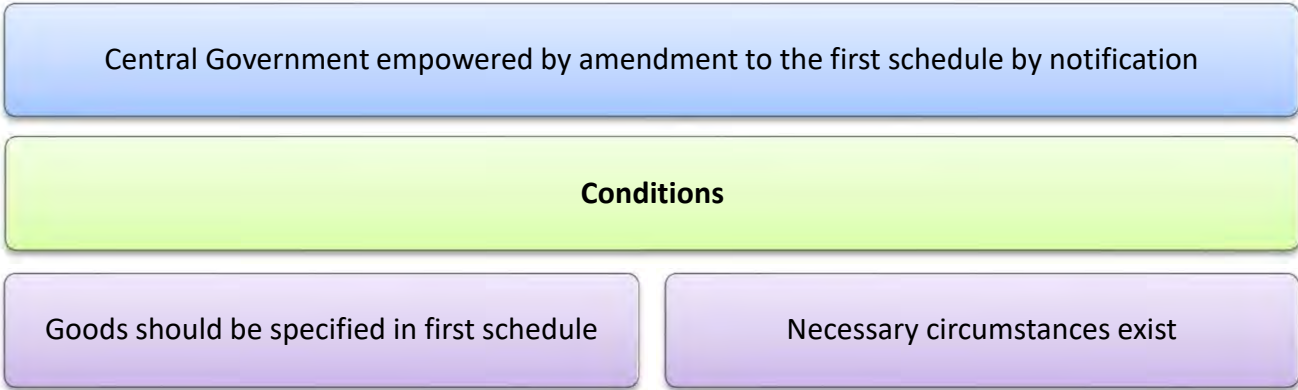 Central Government empowered by amendment to the first schedule by notification
Conditions
Goods should be specified in first schedule
Necessary circumstances exist